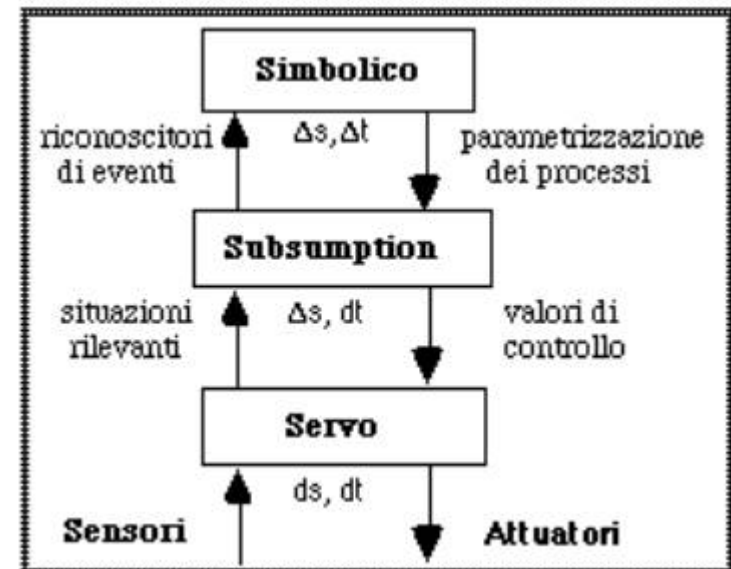 Simbolico
riconoscitori
di eventi
Δs,Δt
parametrizzazione
dei processi
Subsumption
situazioni
rilevanti
Δs, dt
valori di
controllo
Servo
ds, dt
Sensori
Attuatori